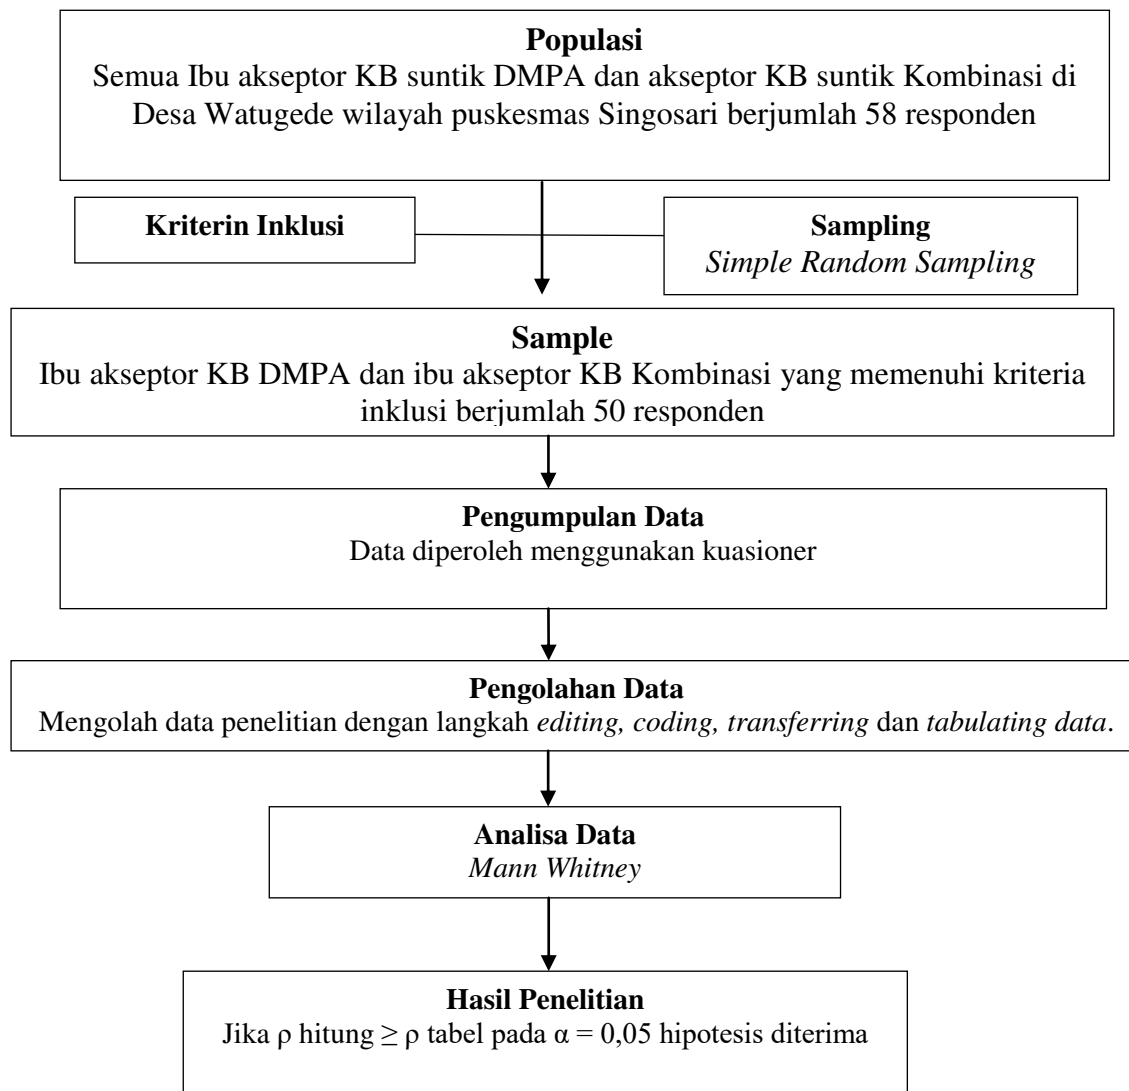 Populasi
Semua Ibu akseptor KB suntik DMPA dan akseptor KB suntik Kombinasi di
Desa Watugede wilayah puskesmas Singosari berjumlah 58 responden
Kriterin Inklusi
Sampling
Simple Random Sampling
Sample
Ibu akseptor KB DMPA dan ibu akseptor KB Kombinasi yang memenuhi kriteria
inklusi berjumlah 50 responden
Pengumpulan Data
Data diperoleh menggunakan kuasioner
Pengolahan Data
Mengolah data penelitian dengan langkah editing, coding, transferring dan tabulating data.
Analisa Data
Mann Whitney
Hasil Penelitian
Jika ρ hitung ≥ ρ tabel pada α = 0,05 hipotesis diterima